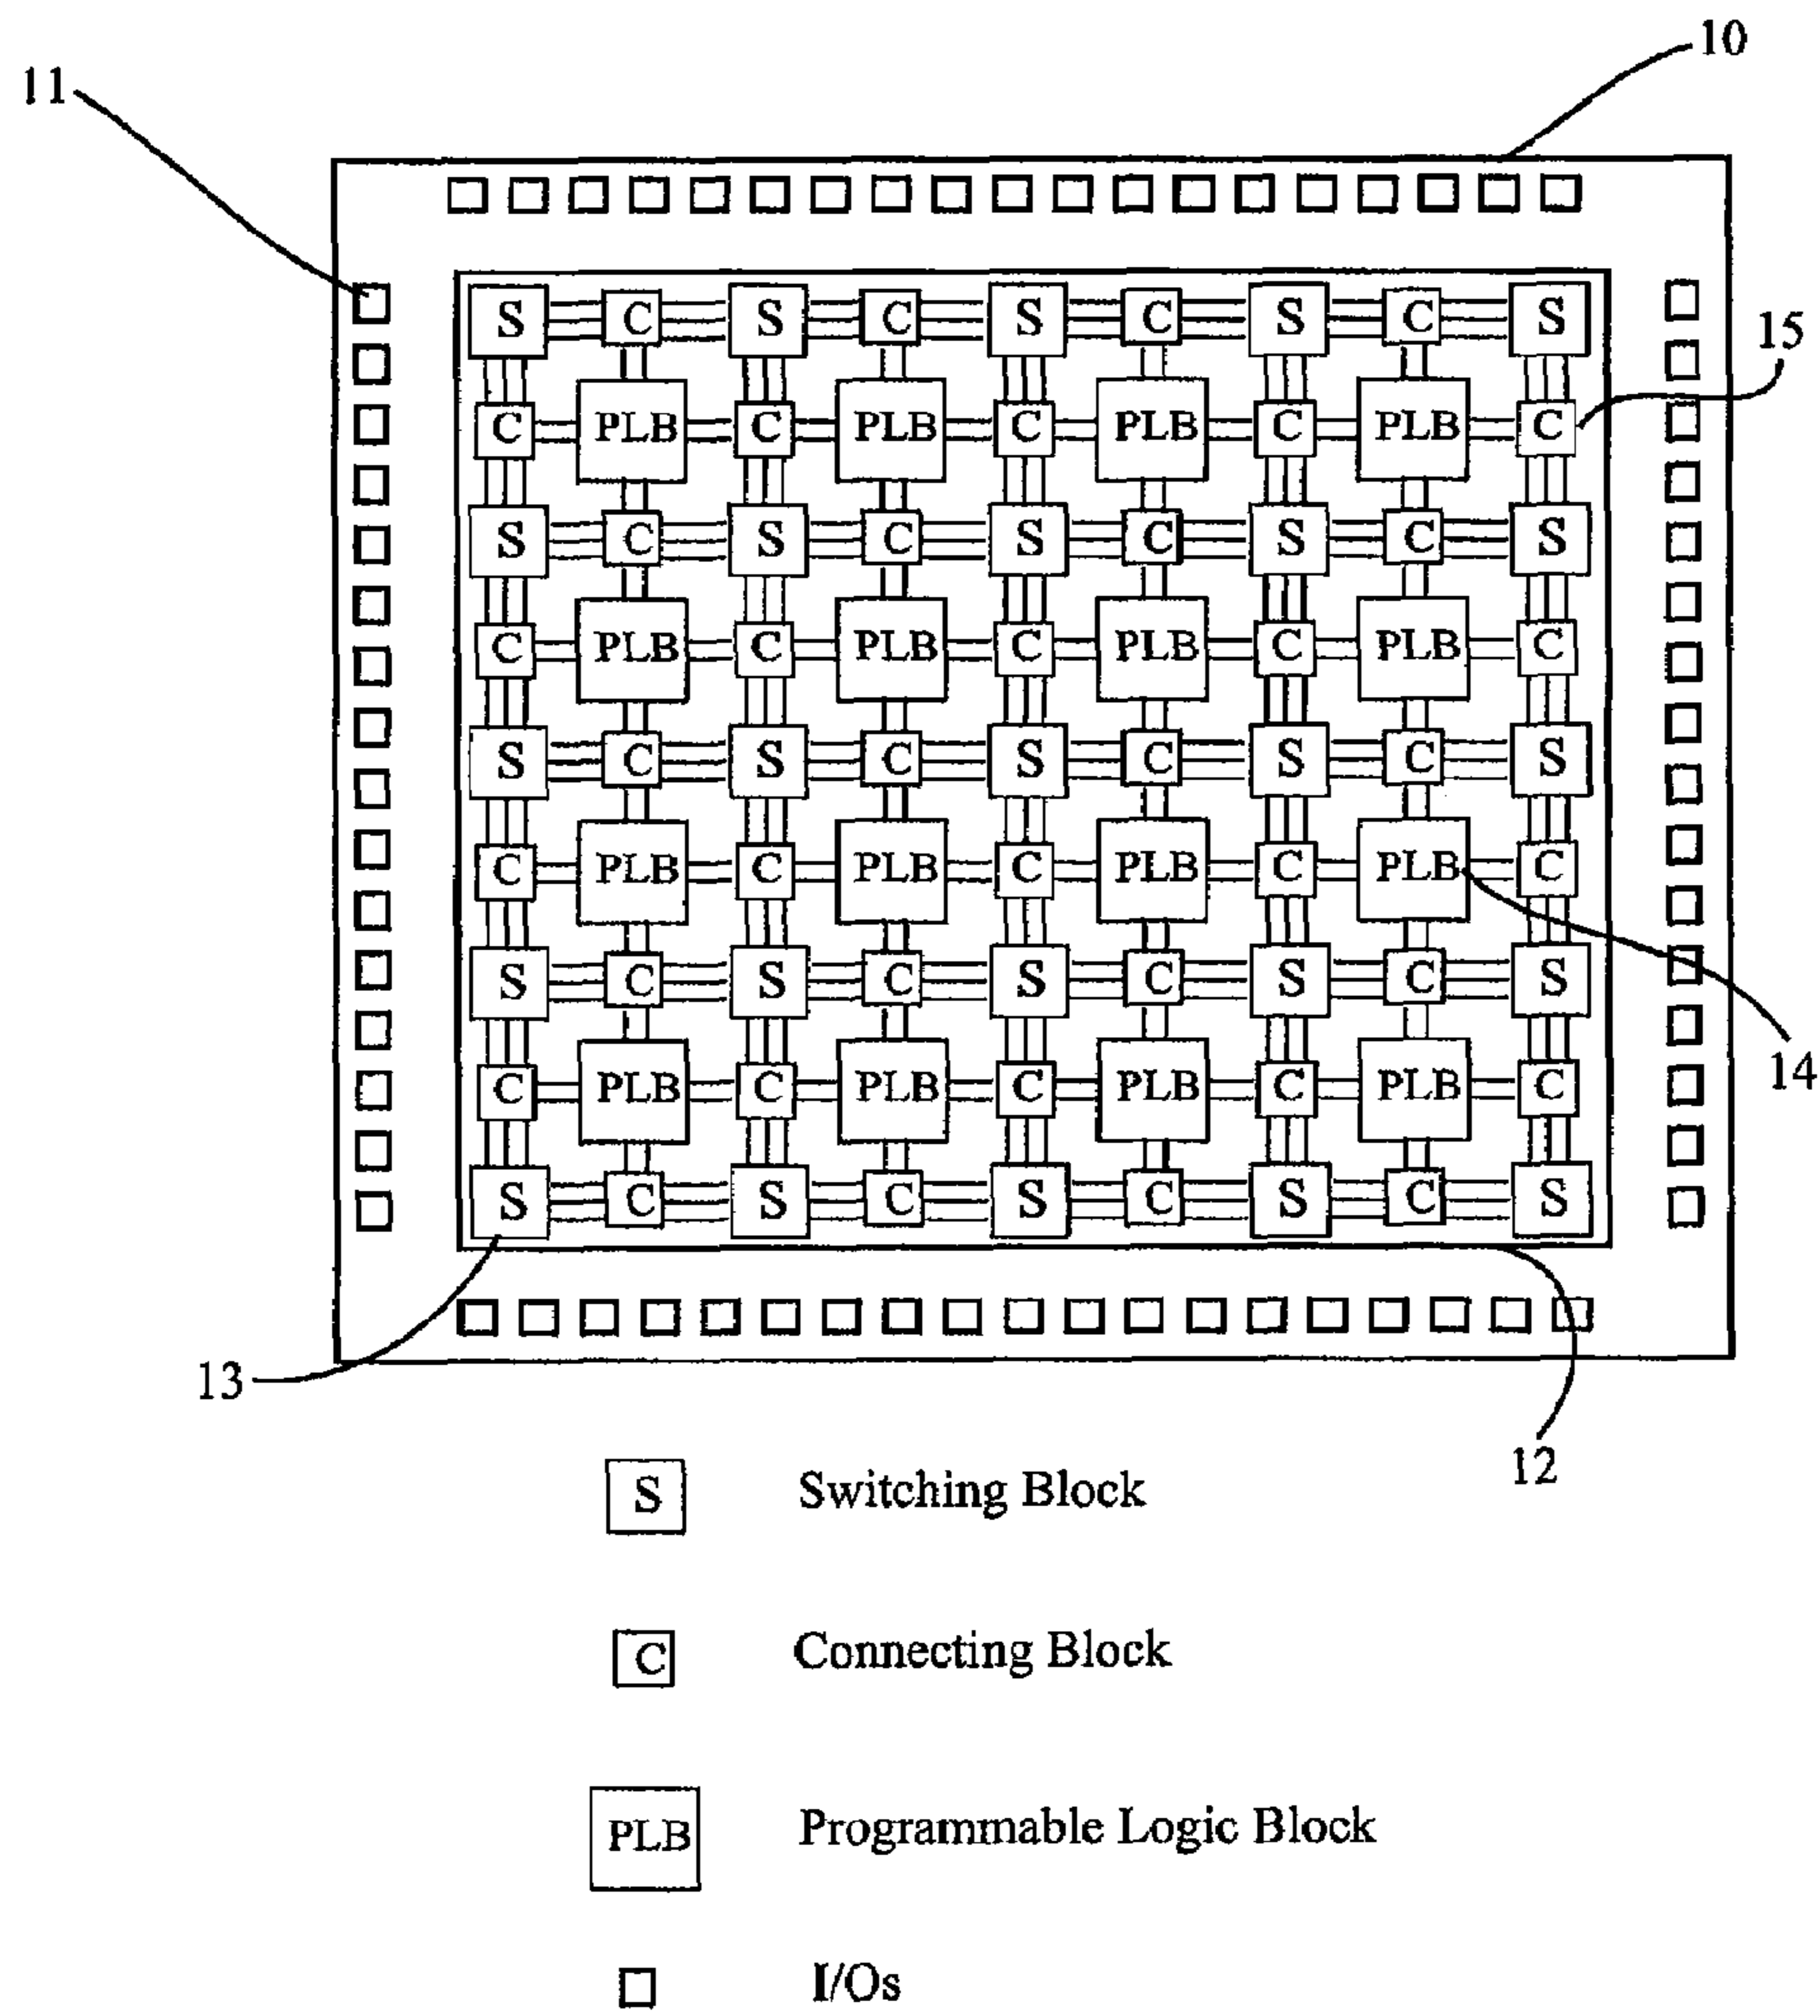 10
11
S C S C S C S C S
15
C PLB C PLB C PLB C PLB C
S C S C S C S C S
C PLB C PLB C PLB C PLB C
S C S C S C S C S
C PLB C PLB C PLB C PLB C
S C S C S C S C S
14
C PLB C PLB C PLB C PLB C
S C S C S C S C S
13
12
S Switching Block
C Connecting Block
PLB Programmable Logic Block
I/Os